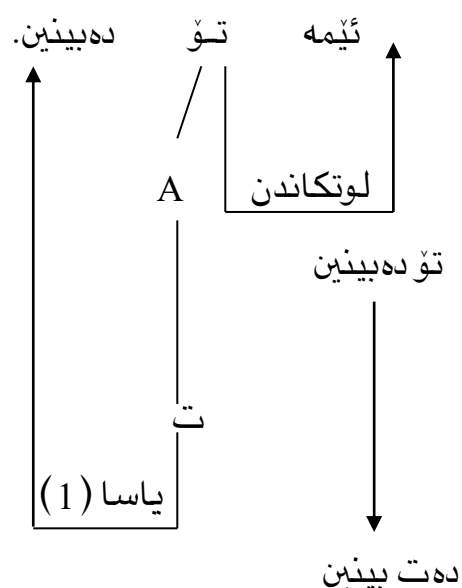 ئێمە تـۆ دەبینین.
لوتکاندن
A
تۆ دەبینین
ت
یاسا (1)
دەت بینین